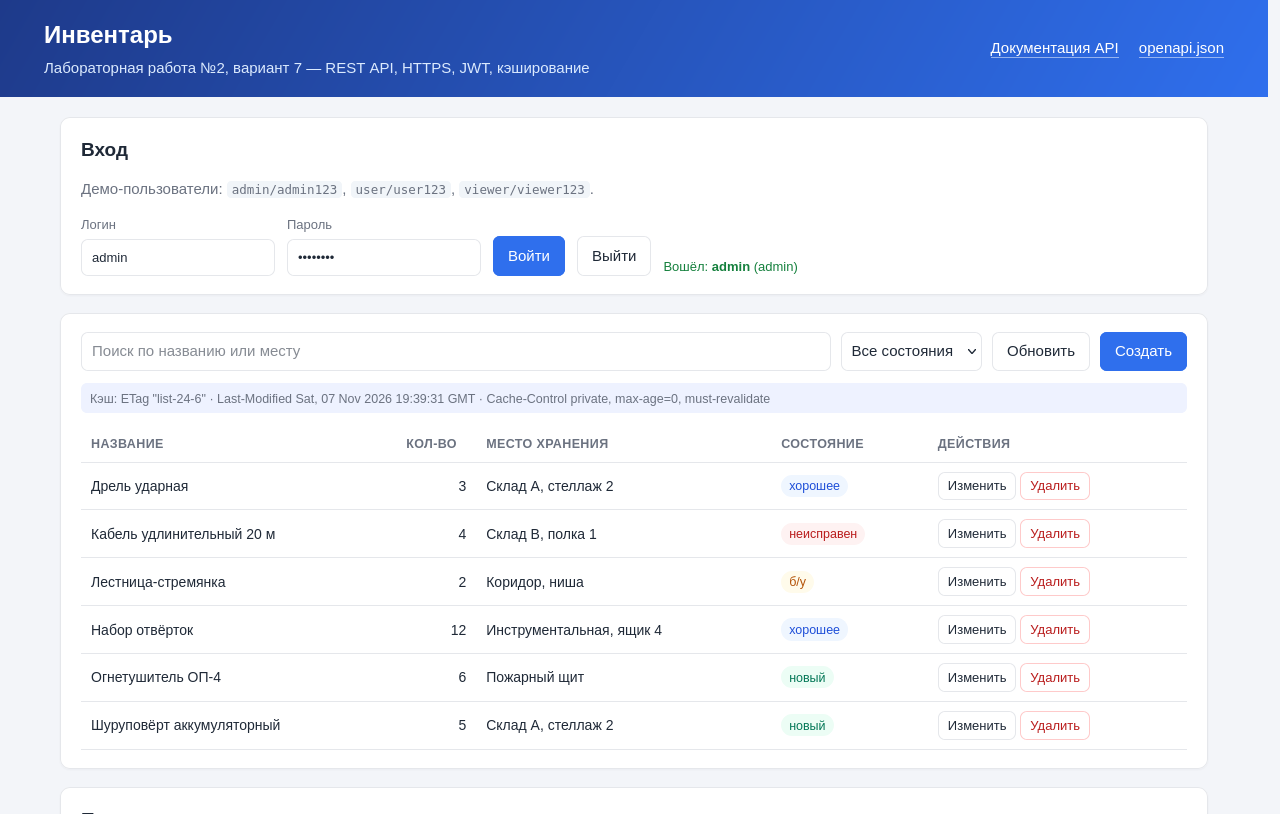 Инвентарь
Лабораторная работа №2, вариант 7 — REST API, HTTPS, JWT, кэширование
Документация API openapi.json
Вход
Демо-пользователи: admin/admin123, user/user123, viewer/viewer123.
Логин Пароль
admin •••••••• Войти Выйти Вошёл: admin (admin)
Поиск по названию или месту Все состояния Обновить Создать
Кэш: ETag "list-24-6" · Last-Modified Sat, 07 Nov 2026 19:39:31 GMT · Cache-Control private, max-age=0, must-revalidate
НАЗВАНИЕ КОЛ-ВО МЕСТО ХРАНЕНИЯ СОСТОЯНИЕ ДЕЙСТВИЯ
Дрель ударная 3 Склад А, стеллаж 2 хорошее Изменить Удалить
Кабель удлинительный 20 м 4 Склад В, полка 1 неисправен Изменить Удалить
Лестница-стремянка 2 Коридор, ниша б/у Изменить Удалить
Набор отвёрток 12 Инструментальная, ящик 4 хорошее Изменить Удалить
Огнетушитель ОП-4 6 Пожарный щит новый Изменить Удалить
Шуруповёрт аккумуляторный 5 Склад А, стеллаж 2 новый Изменить Удалить